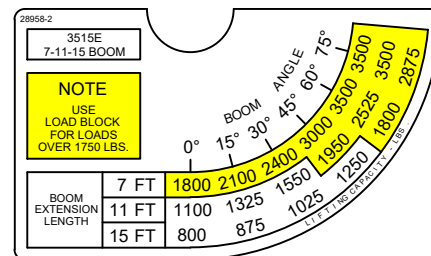 28958-2
3515E
7-11-15 BOOM
NOTE
USE
LOAD BLOCK
FOR LOADS
OVER 1750 LBS.
BOOM ANGLE
0° 15° 30° 45° 60° 75°
BOOM
EXTENSION
LENGTH
7 FT 1800 2100 2400 3000 3500 3500
11 FT 1100 1325 1550 1950 2525 3500
15 FT 800 875 1025 1250 1800 2875
LIFTING CAPACITY - LBS.